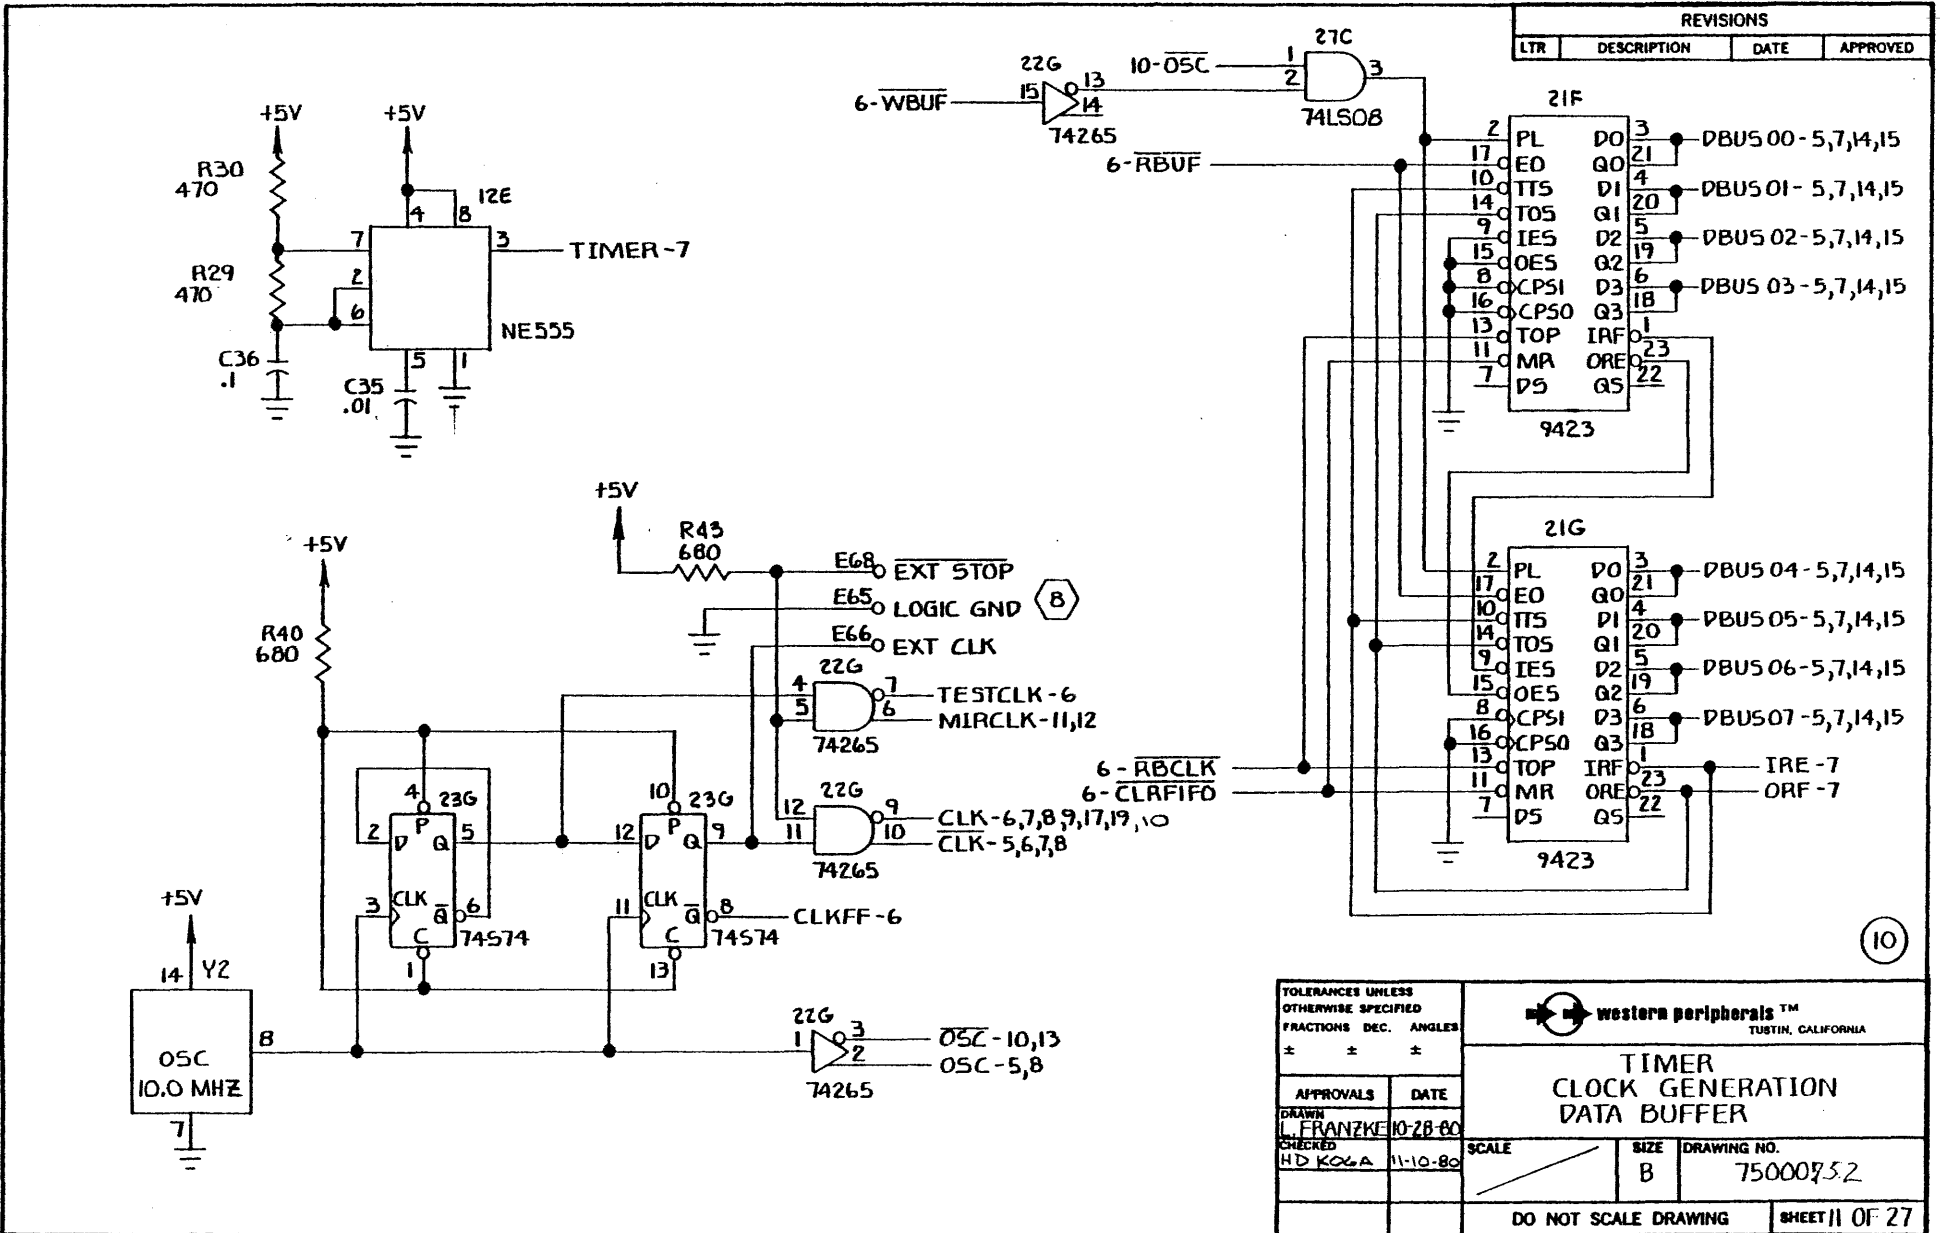 REVISIONS
LTR DESCRIPTION DATE APPROVED
+5V
R30
470
R29
470
C36
.1
+5V
12E
4 8
7
2
6
3
5
1
TIMER-7
NE555
C35
.01
6-WBUF
22G
15
13
14
74265
10-OSC
27C
1
2
3
74LS08
6-RBUF
21F
2 PL D0 3
17 EO Q0 21
10 TTS D1 4
14 TOS Q1 20
9 IES D2 5
15 OES Q2 19
8 CPSI D3 6
16 CPSO Q3 18
13 TOP IRF 1
11 MR ORE 23
7 DS QS 22
9423
DBUS 00-5,7,14,15
DBUS 01-5,7,14,15
DBUS 02-5,7,14,15
DBUS 03-5,7,14,15
21G
2 PL D0 3
17 EO Q0 21
10 TTS D1 4
14 TOS Q1 20
9 IES D2 5
15 OES Q2 19
8 CPSI D3 6
16 CPSO Q3 18
13 TOP IRF 1
11 MR ORE 23
7 DS QS 22
9423
DBUS 04-5,7,14,15
DBUS 05-5,7,14,15
DBUS 06-5,7,14,15
DBUS 07-5,7,14,15
IRE-7
ORF-7
6-RBCLK
6-CLRFIFO
+5V
R43
680
E68 EXT STOP
E65 LOGIC GND
8
E66 EXT CLK
+5V
R40
680
22G
4
5
7
6
74265
TESTCLK-6
MIRCLK-11,12
22G
12
11
9
10
74265
CLK-6,7,8,9,17,19,10
CLK-5,6,7,8
4 23G
P
2 D Q 5
3 CLK Q 6
C
1
74S74
10 23G
P
12 D Q 9
11 CLK Q 8
C
13
74S74
CLKFF-6
+5V
14 Y2
OSC
10.0 MHZ
8
7
22G
1
3
2
74265
OSC-10,13
OSC-5,8
10
TOLERANCES UNLESS
OTHERWISE SPECIFIED
FRACTIONS DEC. ANGLES
± ± ±
APPROVALS DATE
DRAWN
L. FRANZKE 10-28-80
CHECKED
HD KOGA 11-10-80
western peripherals ™
TUSTIN, CALIFORNIA
TIMER
CLOCK GENERATION
DATA BUFFER
SCALE
SIZE
B
DRAWING NO.
DO NOT SCALE DRAWING
SHEET 11 OF 27